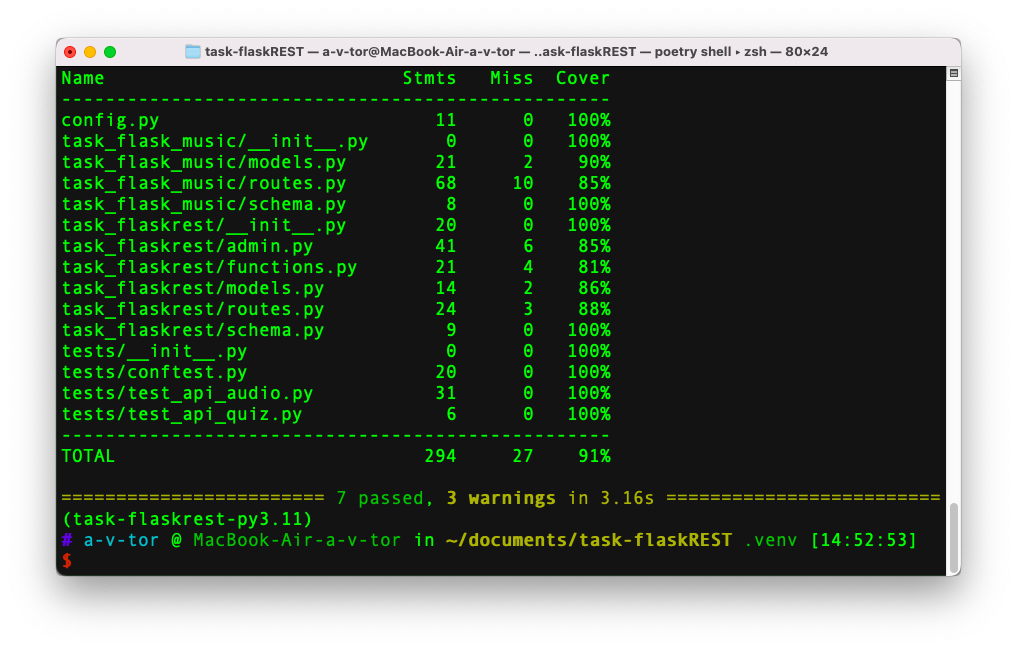 task-flaskREST — a-v-tor@MacBook-Air-a-v-tor — ..ask-flaskREST — poetry shell ▸ zsh — 80×24
Name                           Stmts   Miss  Cover
--------------------------------------------------
config.py                         11      0   100%
task_flask_music/__init__.py       0      0   100%
task_flask_music/models.py        21      2    90%
task_flask_music/routes.py        68     10    85%
task_flask_music/schema.py         8      0   100%
task_flaskrest/__init__.py        20      0   100%
task_flaskrest/admin.py           41      6    85%
task_flaskrest/functions.py       21      4    81%
task_flaskrest/models.py          14      2    86%
task_flaskrest/routes.py          24      3    88%
task_flaskrest/schema.py           9      0   100%
tests/__init__.py                  0      0   100%
tests/conftest.py                 20      0   100%
tests/test_api_audio.py           31      0   100%
tests/test_api_quiz.py             6      0   100%
--------------------------------------------------
TOTAL                            294     27    91%
======================== 7 passed, 3 warnings in 3.16s =========================
(task-flaskrest-py3.11)
# a-v-tor @ MacBook-Air-a-v-tor in ~/documents/task-flaskREST .venv [14:52:53]
$